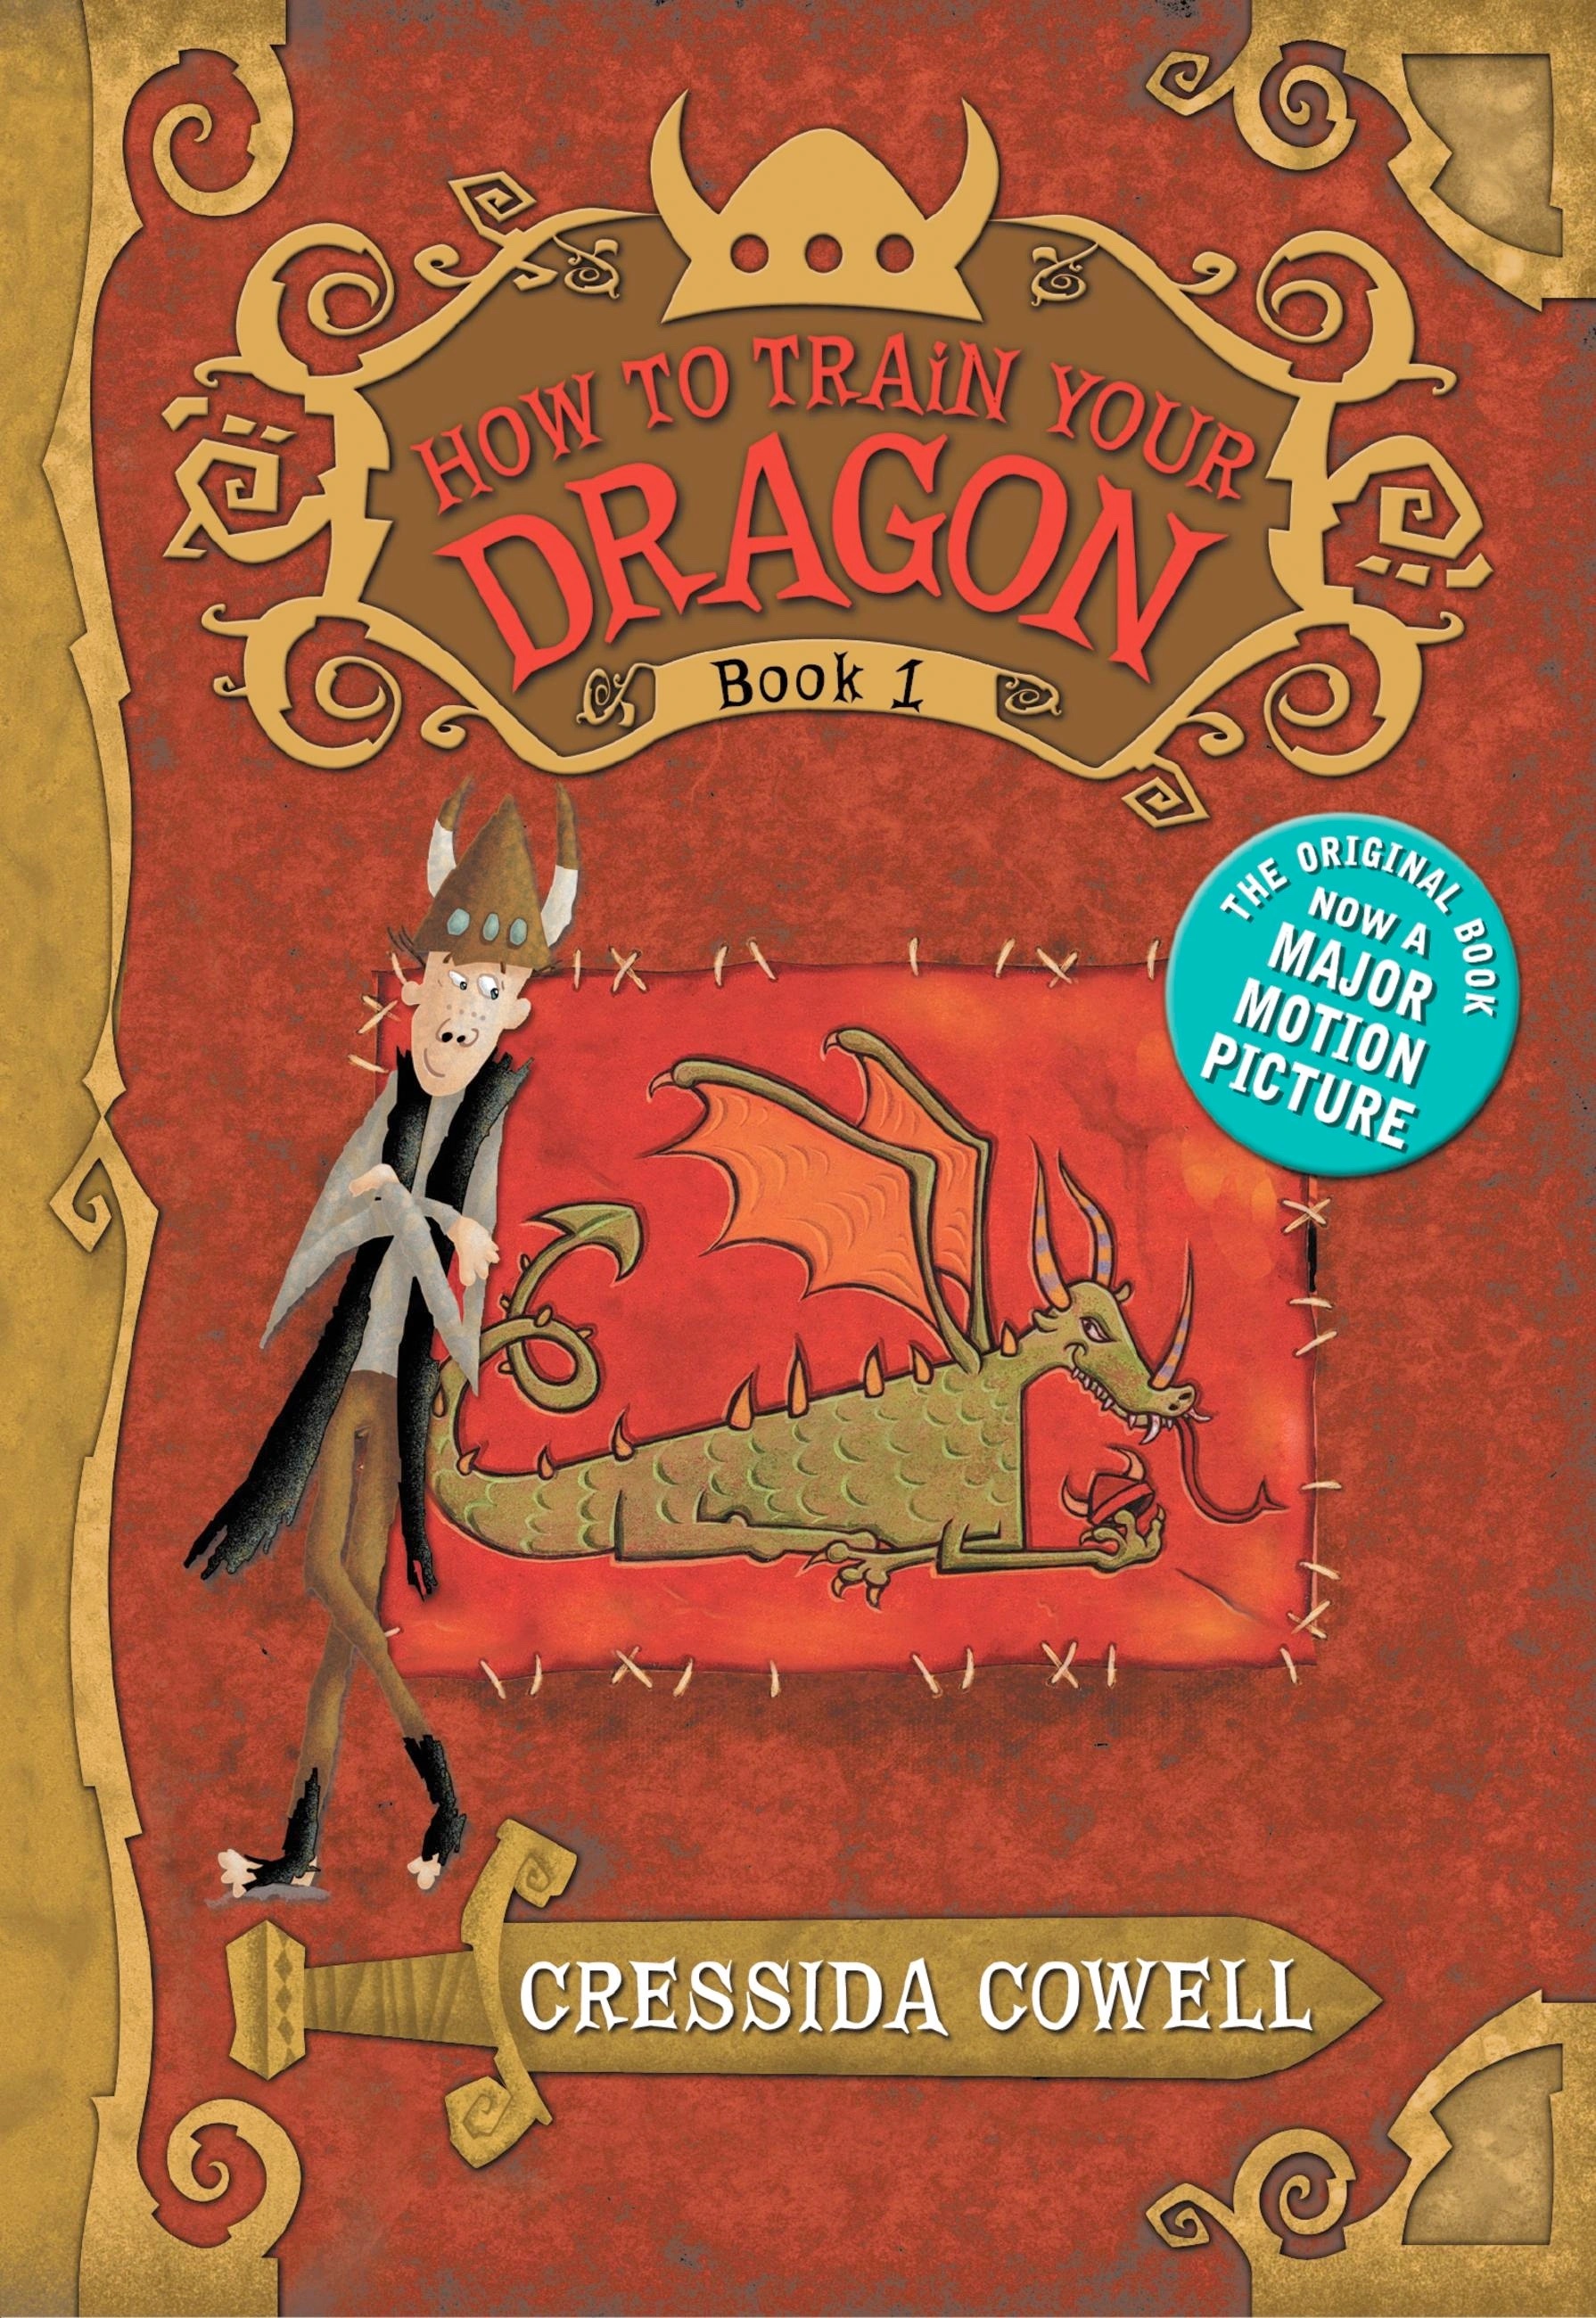 HOW TO TRAiN YOUR
DRAGON
Book 1
THE ORIGINAL BOOK
NOW A
MAJOR
MOTION
PICTURE
CRESSIDA COWELL